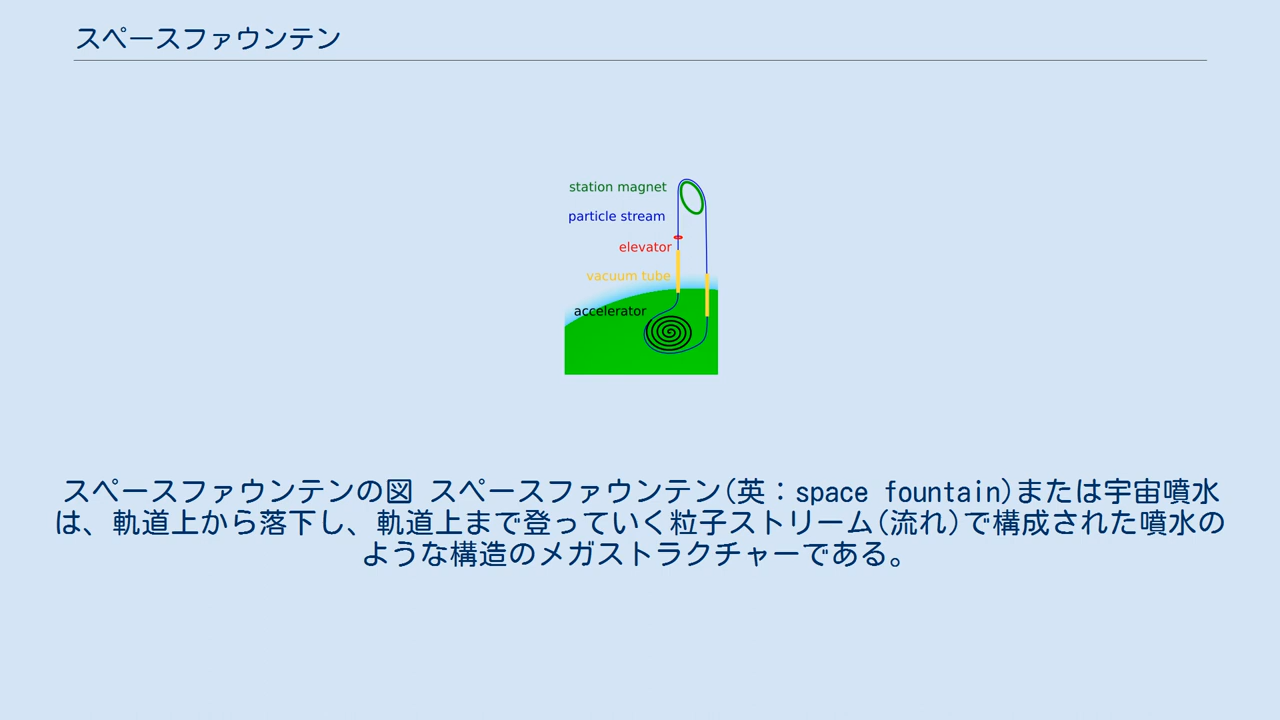 スペースファウンテン
station magnet
particle stream
elevator
vacuum tube
accelerator
スペースファウンテンの図 スペースファウンテン(英：space fountain)または宇宙噴水
は、軌道上から落下し、軌道上まで登っていく粒子ストリーム(流れ)で構成された噴水の
ような構造のメガストラクチャーである。